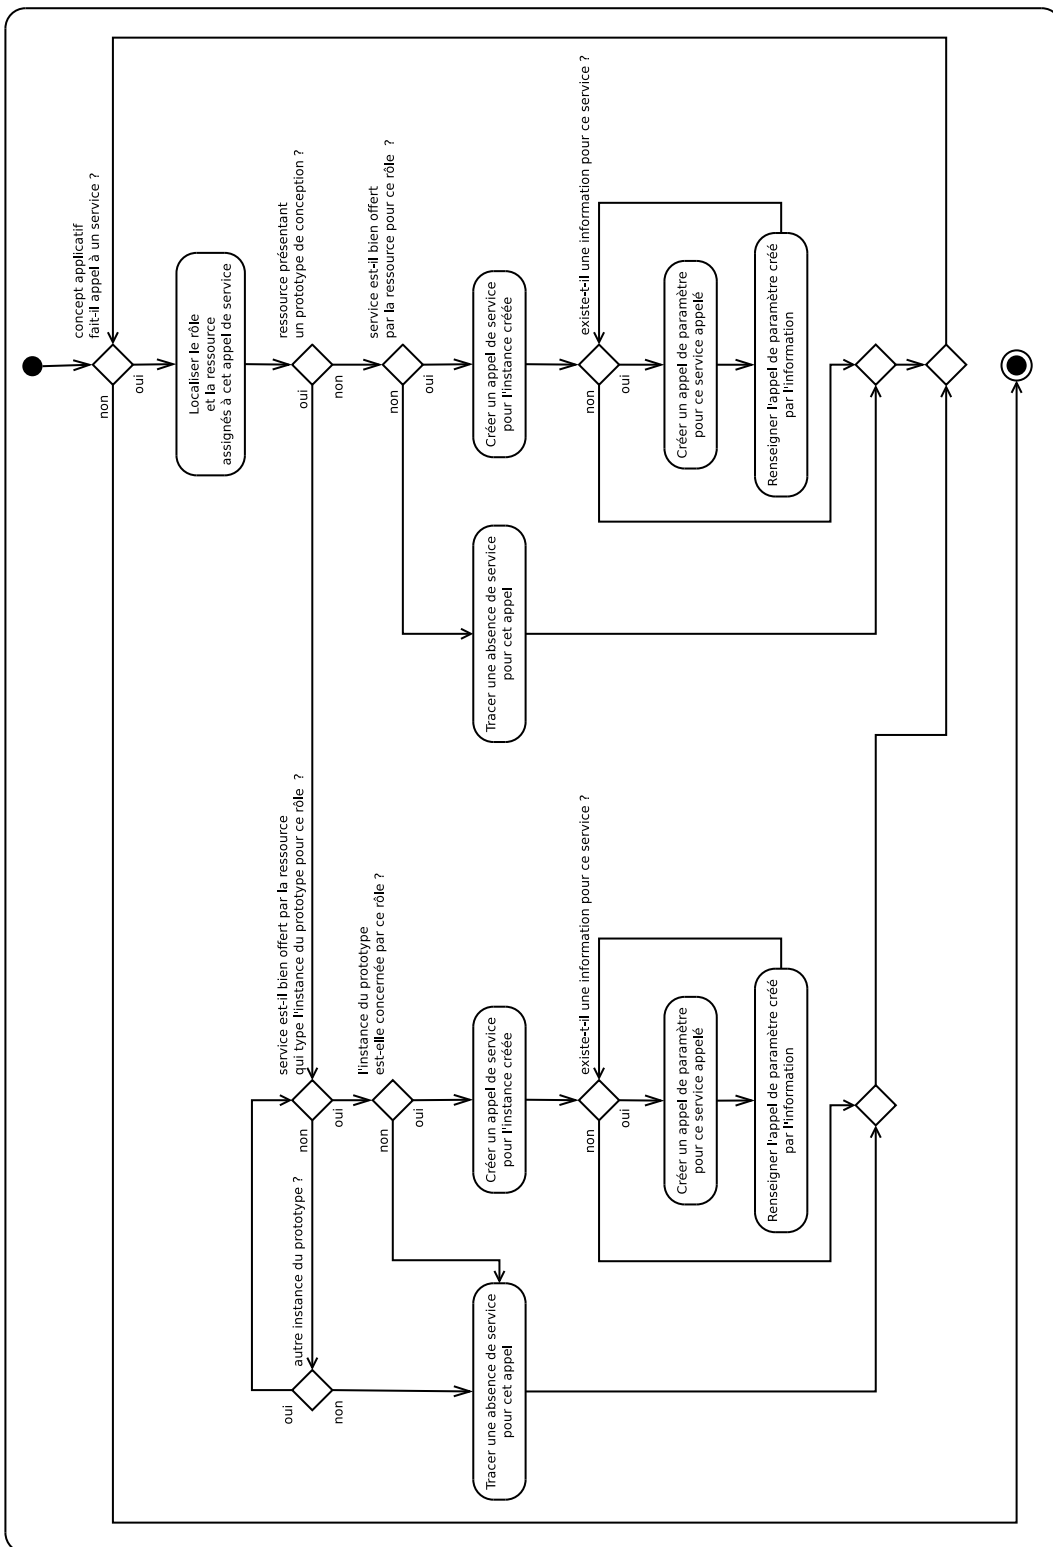 concept applicatif
fait-il appel à un service ?
non
oui
Localiser le rôle
et la ressource
assignés à cet appel de service
ressource présentant
un prototype de conception ?
oui
non
service est-il bien offert
par la ressource pour ce rôle ?
non
oui
Créer un appel de service
pour l'instance créée
existe-t-il une information pour ce service ?
non
oui
Créer un appel de paramètre
pour ce service appelé
Renseigner l'appel de paramètre créé
par l'information
Tracer une absence de service
pour cet appel
service est-il bien offert par la ressource
qui type l'instance du prototype pour ce rôle ?
non
oui
l'instance du prototype
est-elle concernée par ce rôle ?
non
oui
Créer un appel de service
pour l'instance créée
existe-t-il une information pour ce service ?
non
oui
Créer un appel de paramètre
pour ce service appelé
Renseigner l'appel de paramètre créé
par l'information
autre instance du prototype ?
oui
non
Tracer une absence de service
pour cet appel